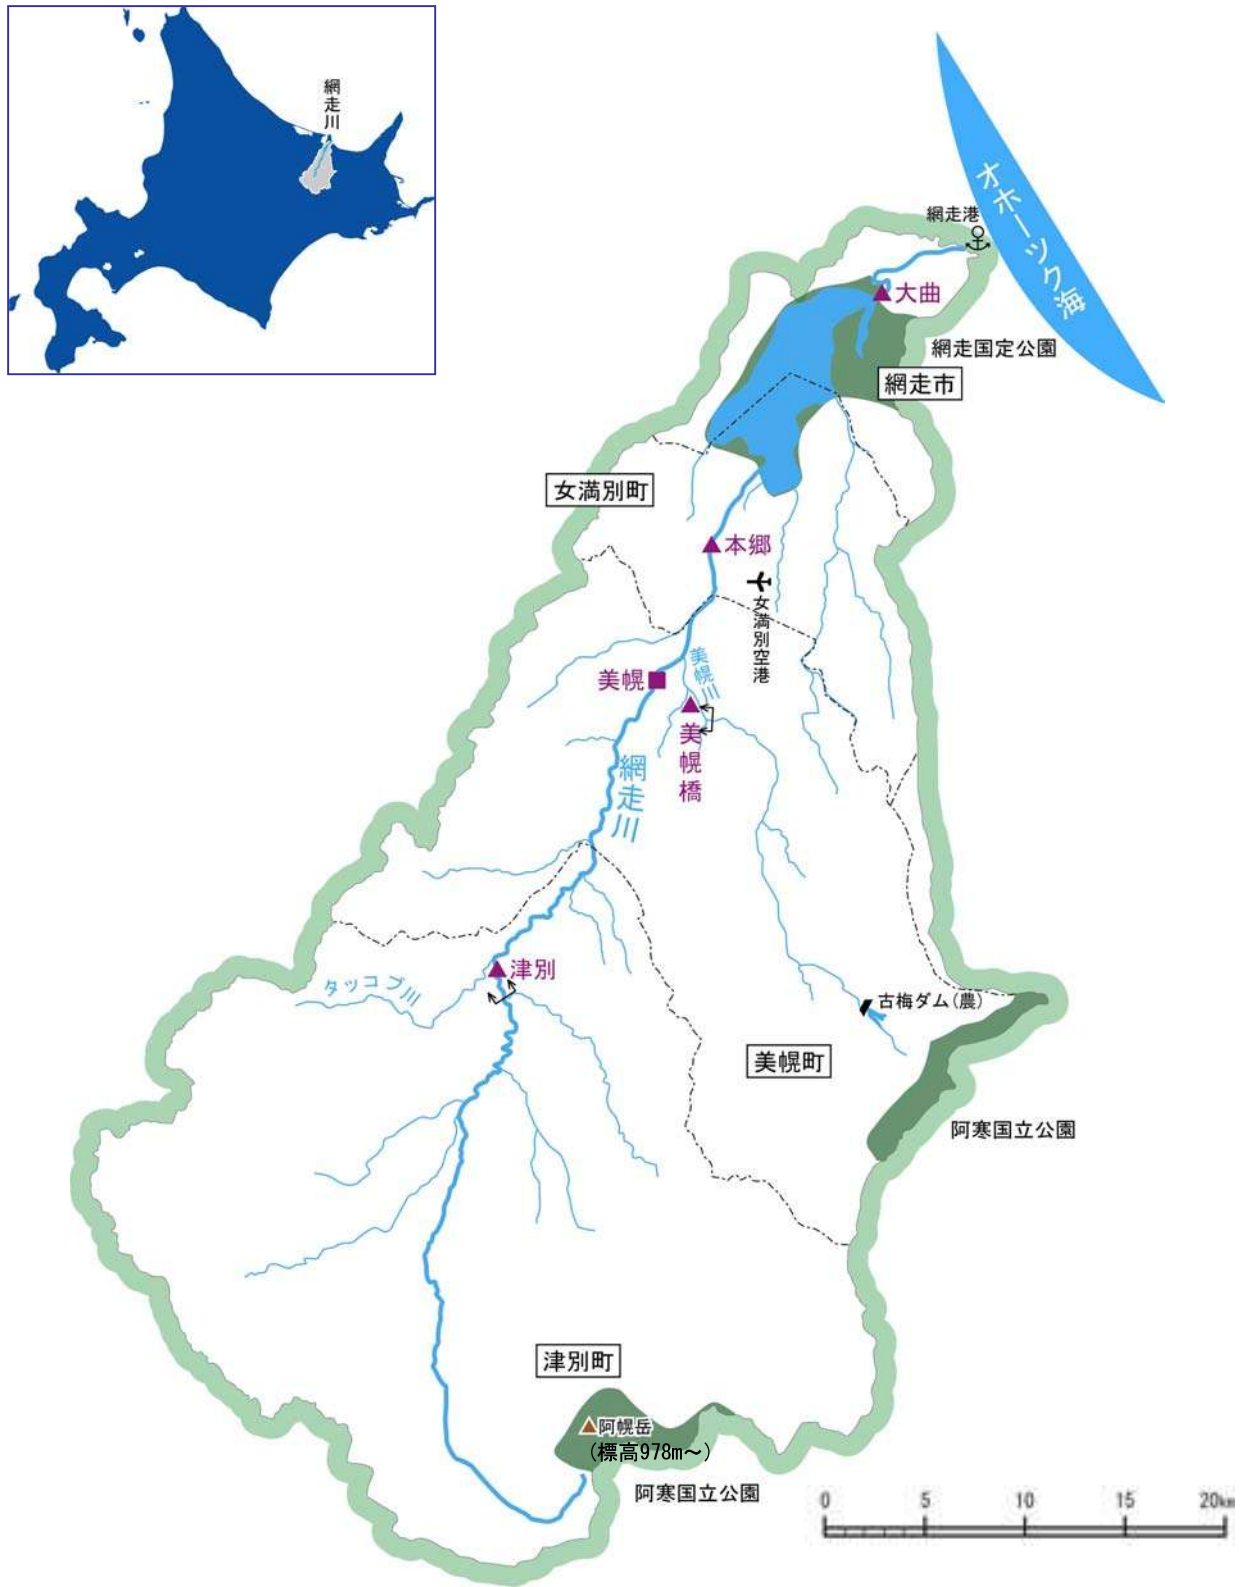 網走川
オホーツク海
網走港
大曲
網走国定公園
網走市
女満別町
本郷
女満別空港
美幌川
美幌
美幌橋
網走川
津別
タッコブ川
古梅ダム(農)
美幌町
阿寒国立公園
津別町
阿幌岳
(標高978m～)
阿寒国立公園
0 5 10 15 20km